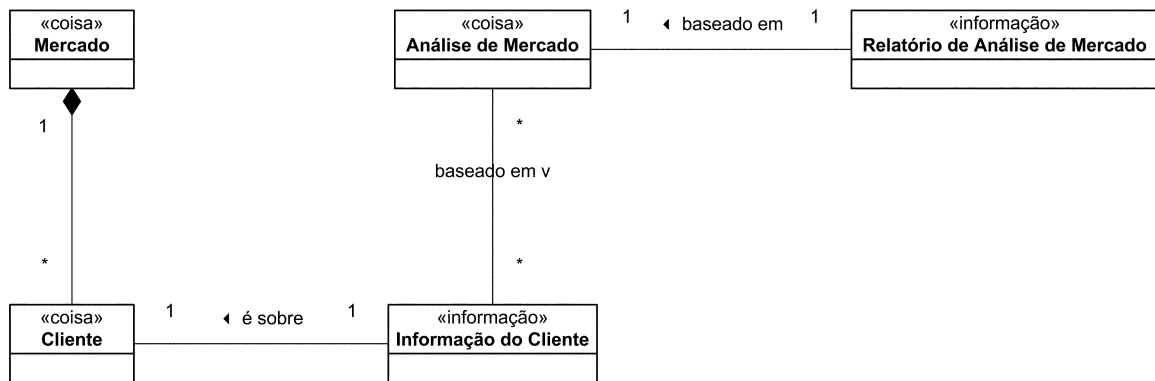 «coisa»
Mercado
«coisa»
Análise de Mercado
1 ◄ baseado em 1
«informação»
Relatório de Análise de Mercado
1
*
baseado em v
*
*
«coisa»
Cliente
1 ◄ é sobre 1
«informação»
Informação do Cliente